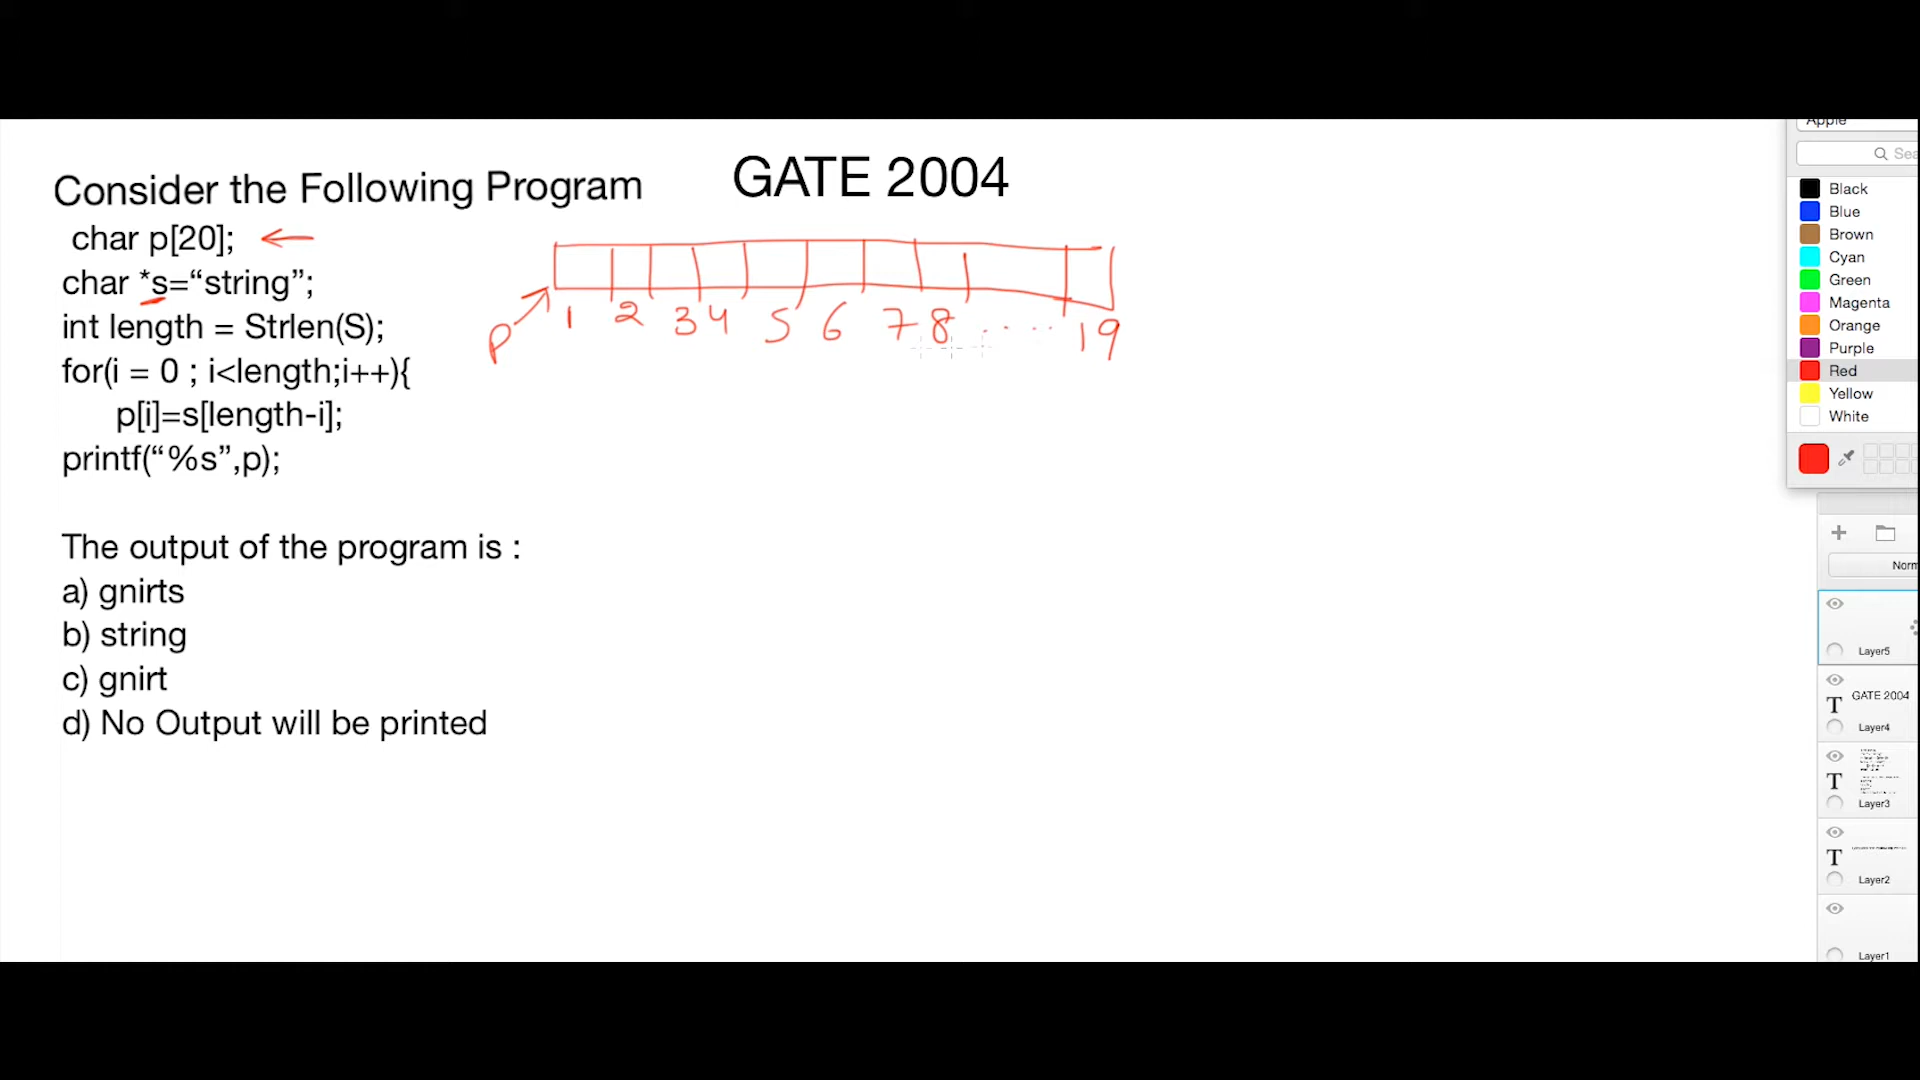 Consider the Following Program
GATE 2004
char p[20];
char *s=“string”;
int length = Strlen(S);
for(i = 0 ; i<length;i++){
p[i]=s[length-i];
printf(“%s”,p);
p
1 2 3 4 5 6 7 8 ..... 19
The output of the program is :
a) gnirts
b) string
c) gnirt
d) No Output will be printed
Apple
Black
Blue
Brown
Cyan
Green
Magenta
Orange
Purple
Red
Yellow
White
Layer5
T GATE 2004
Layer4
T
Layer3
T
Layer2
Layer1